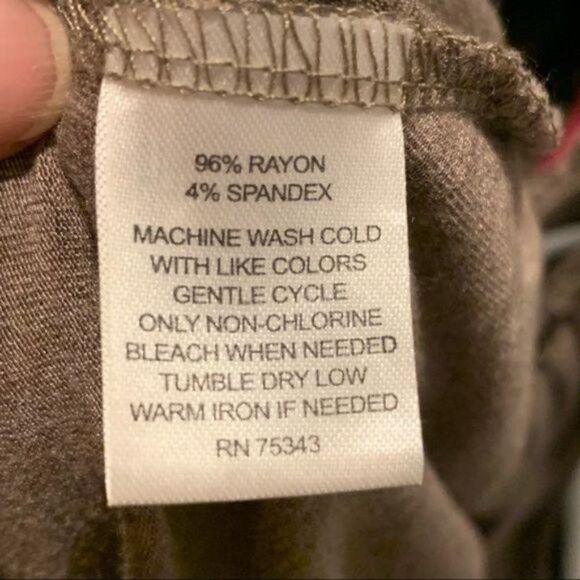 96% RAYON
4% SPANDEX
MACHINE WASH COLD
WITH LIKE COLORS
GENTLE CYCLE
ONLY NON-CHLORINE
BLEACH WHEN NEEDED
TUMBLE DRY LOW
WARM IRON IF NEEDED
RN 75343